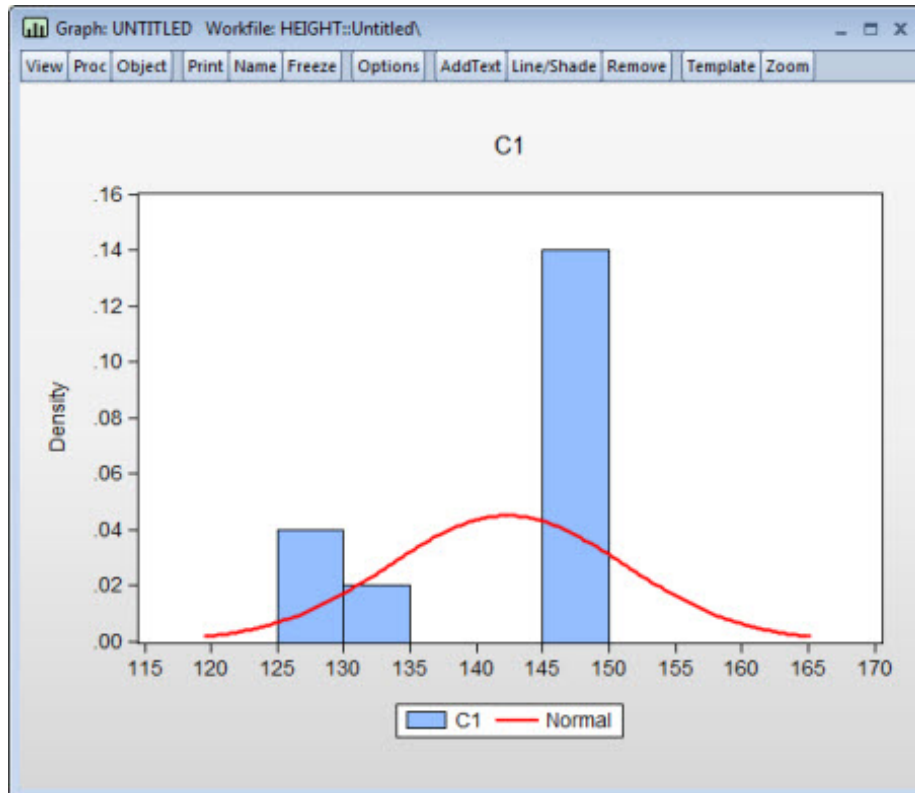 Graph: UNTITLED Workfile: HEIGHT::Untitled\
View Proc Object Print Name Freeze Options AddText Line/Shade Remove Template Zoom
C1
.16
.14
.12
.10
.08
.06
.04
.02
.00
Density
115 120 125 130 135 140 145 150 155 160 165 170
C1 Normal